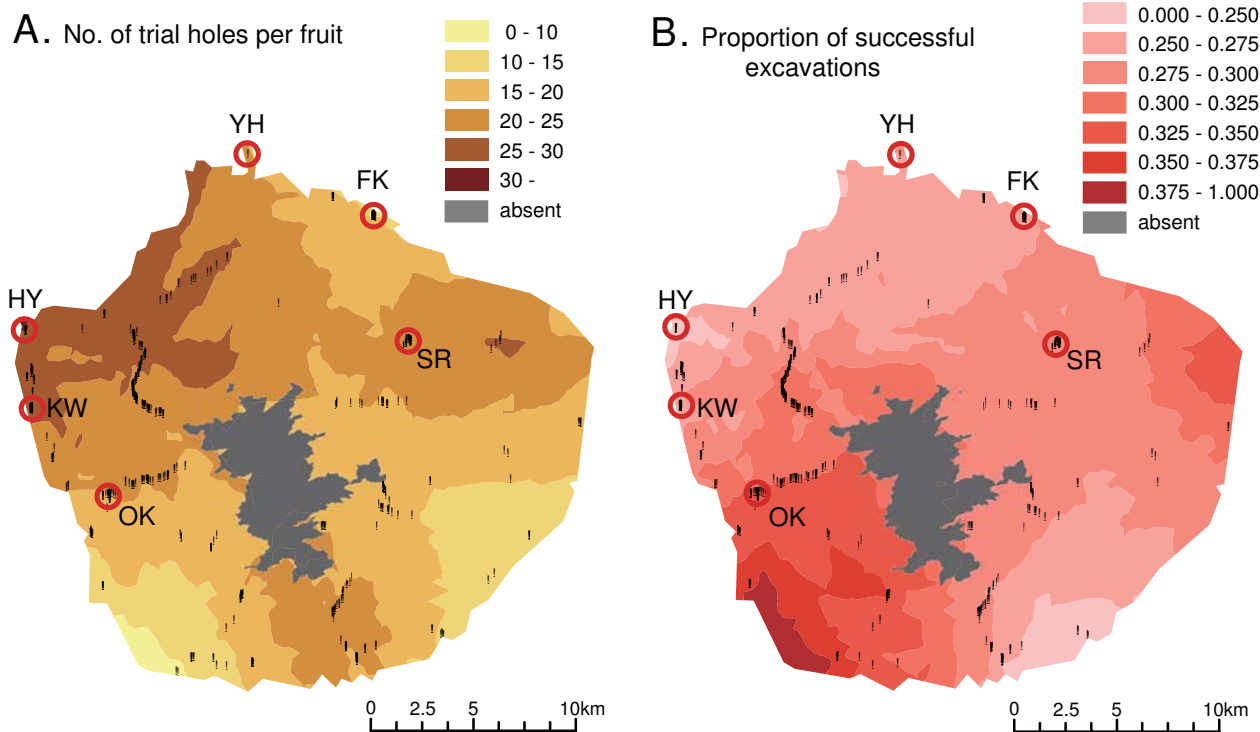 A. No. of trial holes per fruit
0 - 10
10 - 15
15 - 20
20 - 25
25 - 30
30 -
absent
YH
FK
HY
SR
KW
OK
0 2.5 5 10km
B. Proportion of successful
excavations
0.000 - 0.250
0.250 - 0.275
0.275 - 0.300
0.300 - 0.325
0.325 - 0.350
0.350 - 0.375
0.375 - 1.000
absent
YH
FK
HY
SR
KW
OK
0 2.5 5 10km